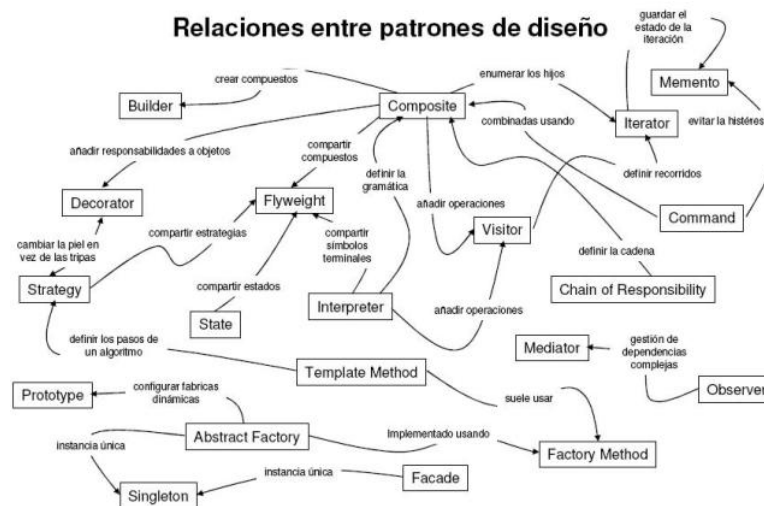 Relaciones entre patrones de diseño
guardar el
estado de la
iteración
crear compuestos
enumerar los hijos
Memento
Builder
Composite
combinadas usando
Iterator
evitar la histéres
añadir responsabilidades a objetos
compartir
compuestos
definir la
gramática
definir recorridos
Decorator
Flyweight
añadir operaciones
Visitor
Command
cambiar la piel en
vez de las tripas
compartir estrategias
compartir
símbolos
terminales
definir la cadena
Strategy
compartir estados
Interpreter
añadir operaciones
Chain of Responsibility
State
definir los pasos de
un algoritmo
Mediator
gestión de
dependencias
complejas
Template Method
Observer
Prototype
configurar fabricas
dinámicas
suele usar
instancia única
Abstract Factory
Implementado usando
Factory Method
instancia única
Facade
Singleton